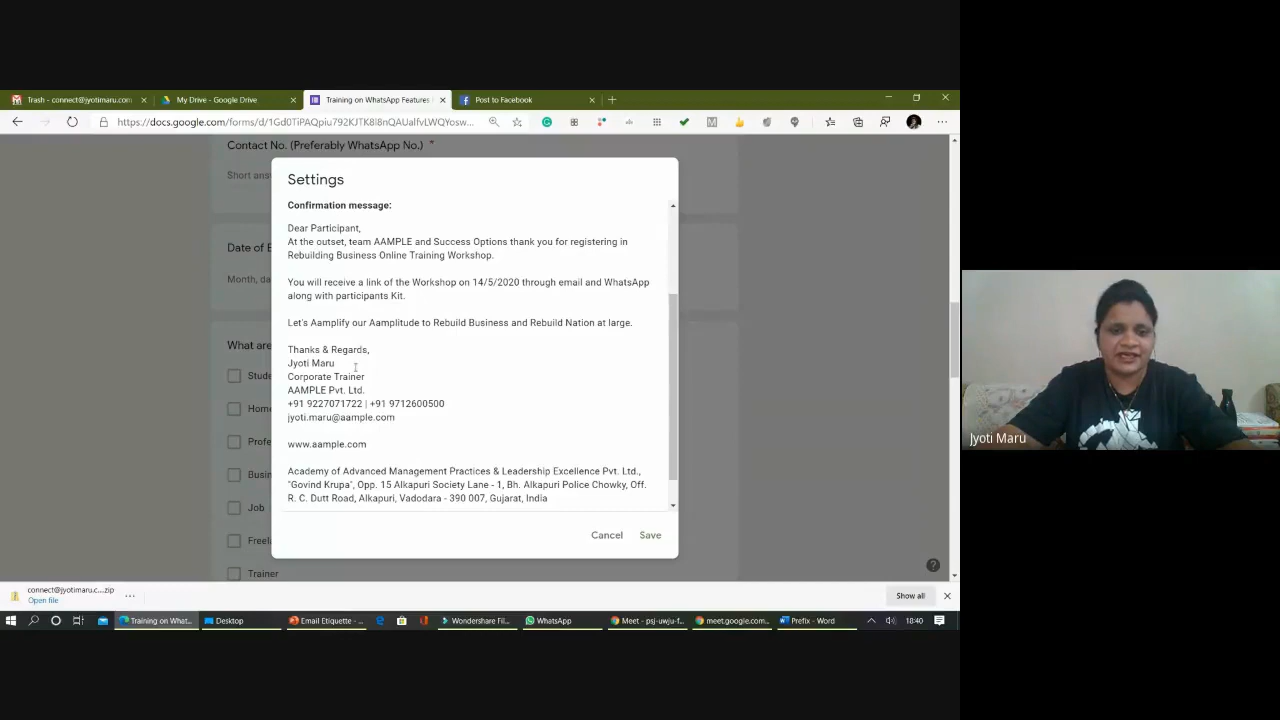 Trash - connect@jyotimaru.com
My Drive - Google Drive
Training on WhatsApp Features
Post to Facebook
https://docs.google.com/forms/d/1Gd0TiPAQpiu792KJTK8l8nQAUalfvLWQYosw...
Contact No. (Preferably WhatsApp No.) *
Short ans
Date of E
Month, da
What are
Stude
Home
Profe
Busin
Job
Freel
Trainer
Settings
Confirmation message:
Dear Participant,
At the outset, team AAMPLE and Success Options thank you for registering in
Rebuilding Business Online Training Workshop.
You will receive a link of the Workshop on 14/5/2020 through email and WhatsApp
along with participants Kit.
Let's Aamplify our Aamplitude to Rebuild Business and Rebuild Nation at large.
Thanks & Regards,
Jyoti Maru
Corporate Trainer
AAMPLE Pvt. Ltd.
+91 9227071722 | +91 9712600500
jyoti.maru@aample.com
www.aample.com
Academy of Advanced Management Practices & Leadership Excellence Pvt. Ltd.,
"Govind Krupa", Opp. 15 Alkapuri Society Lane - 1, Bh. Alkapuri Police Chowky, Off.
R. C. Dutt Road, Alkapuri, Vadodara - 390 007, Gujarat, India
Cancel Save
Jyoti Maru
connect@jyotimaru.c....zip
Open file
Show all
Training on What...
Desktop
Email Etiquette - ...
Wondershare Fil...
WhatsApp
Meet - psj-uwju-f...
meet.google.com...
Prefix - Word
18:40